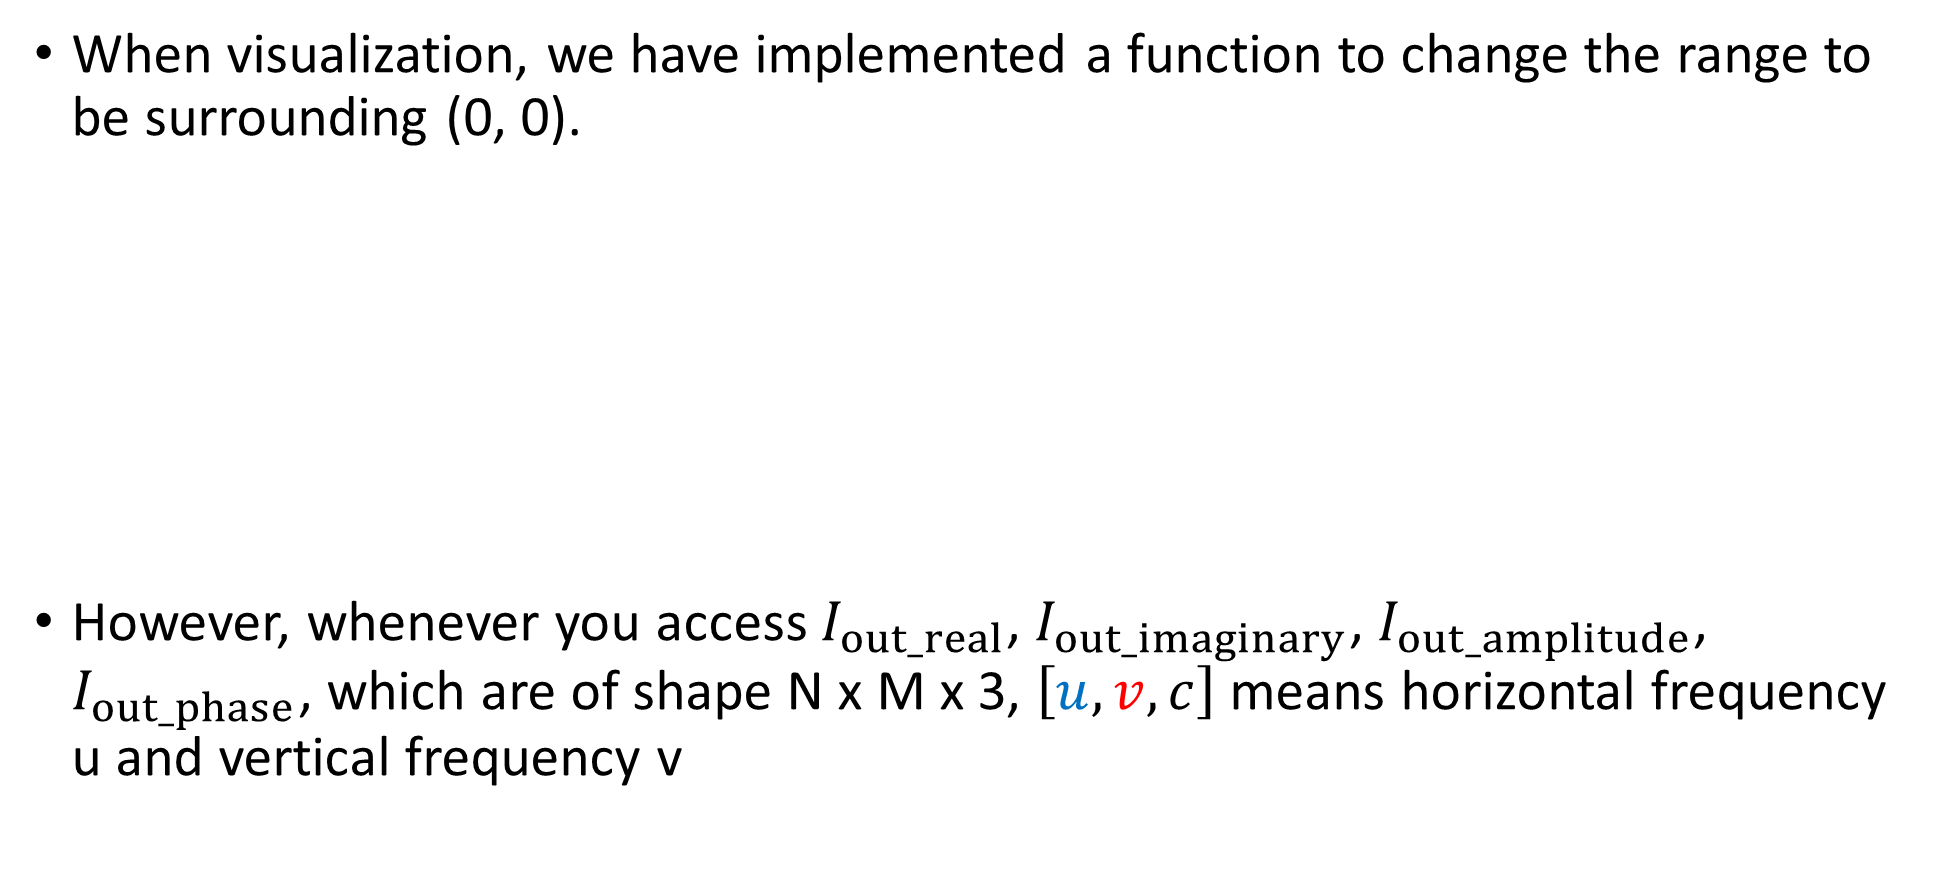 • When visualization, we have implemented a function to change the range to
be surrounding (0, 0).
• However, whenever you access I_out_real, I_out_imaginary, I_out_amplitude,
I_out_phase, which are of shape N x M x 3, [u, v, c] means horizontal frequency
u and vertical frequency v